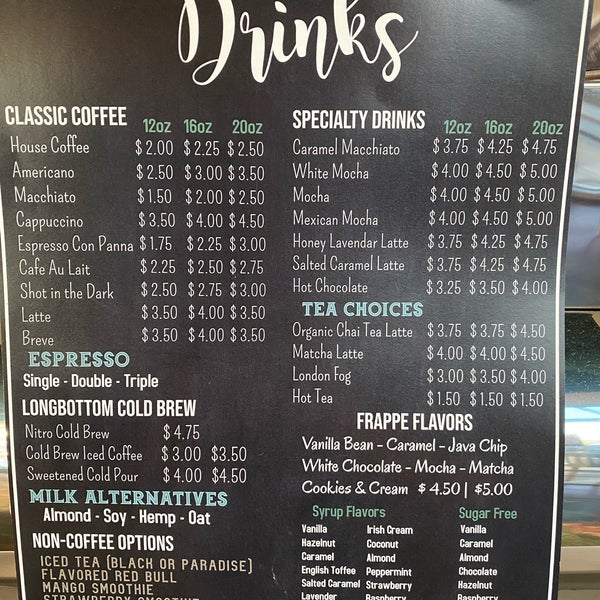 Drinks
CLASSIC COFFEE 12oz 16oz 20oz
House Coffee $2.00 $2.25 $2.50
Americano $2.50 $3.00 $3.50
Macchiato $1.50 $2.00 $2.50
Cappuccino $3.50 $4.00 $4.50
Espresso Con Panna $1.75 $2.25 $3.00
Cafe Au Lait $2.25 $2.50 $2.75
Shot in the Dark $2.50 $2.75 $3.00
Latte $3.50 $4.00 $3.50
Breve $3.50 $4.00 $3.50
ESPRESSO
Single - Double - Triple
LONGBOTTOM COLD BREW
Nitro Cold Brew $4.75
Cold Brew Iced Coffee $3.00 $3.50
Sweetened Cold Pour $4.00 $4.50
MILK ALTERNATIVES
Almond - Soy - Hemp - Oat
NON-COFFEE OPTIONS
ICED TEA (BLACK OR PARADISE)
FLAVORED RED BULL
MANGO SMOOTHIE
STRAWBERRY SMOOTHIE
SPECIALTY DRINKS 12oz 16oz 20oz
Caramel Macchiato $3.75 $4.25 $4.75
White Mocha $4.00 $4.50 $5.00
Mocha $4.00 $4.50 $5.00
Mexican Mocha $4.00 $4.50 $5.00
Honey Lavendar Latte $3.75 $4.25 $4.75
Salted Caramel Latte $3.75 $4.25 $4.75
Hot Chocolate $3.25 $3.50 $4.00
TEA CHOICES
Organic Chai Tea Latte $3.75 $3.75 $4.50
Matcha Latte $4.00 $4.00 $4.50
London Fog $3.00 $3.50 $4.00
Hot Tea $1.50 $1.50 $1.50
FRAPPE FLAVORS
Vanilla Bean - Caramel - Java Chip
White Chocolate - Mocha - Matcha
Cookies & Cream $4.50 | $5.00
Syrup Flavors Sugar Free
Vanilla Irish Cream Vanilla
Hazelnut Coconut Caramel
Caramel Almond Almond
English Toffee Peppermint Chocolate
Salted Caramel Strawberry Hazelnut
Lavender Raspberry Raspberry